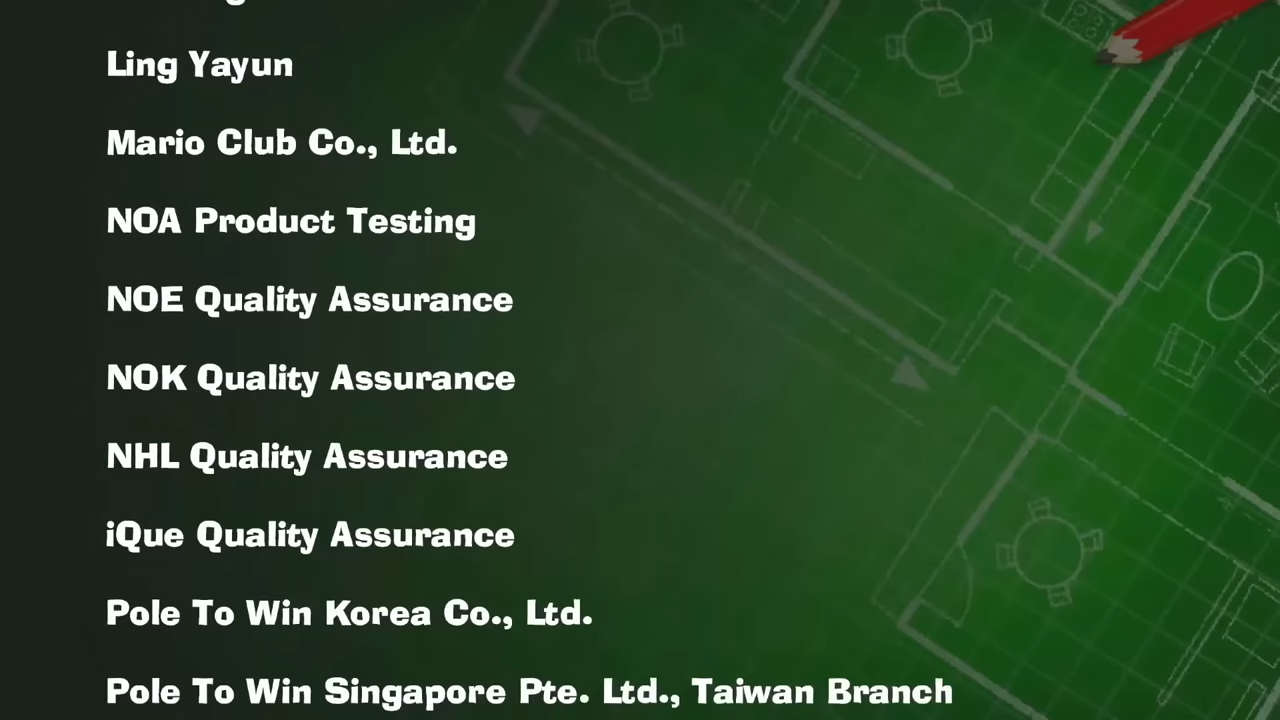 Ling Yayun
Mario Club Co., Ltd.
NOA Product Testing
NOE Quality Assurance
NOK Quality Assurance
NHL Quality Assurance
iQue Quality Assurance
Pole To Win Korea Co., Ltd.
Pole To Win Singapore Pte. Ltd., Taiwan Branch